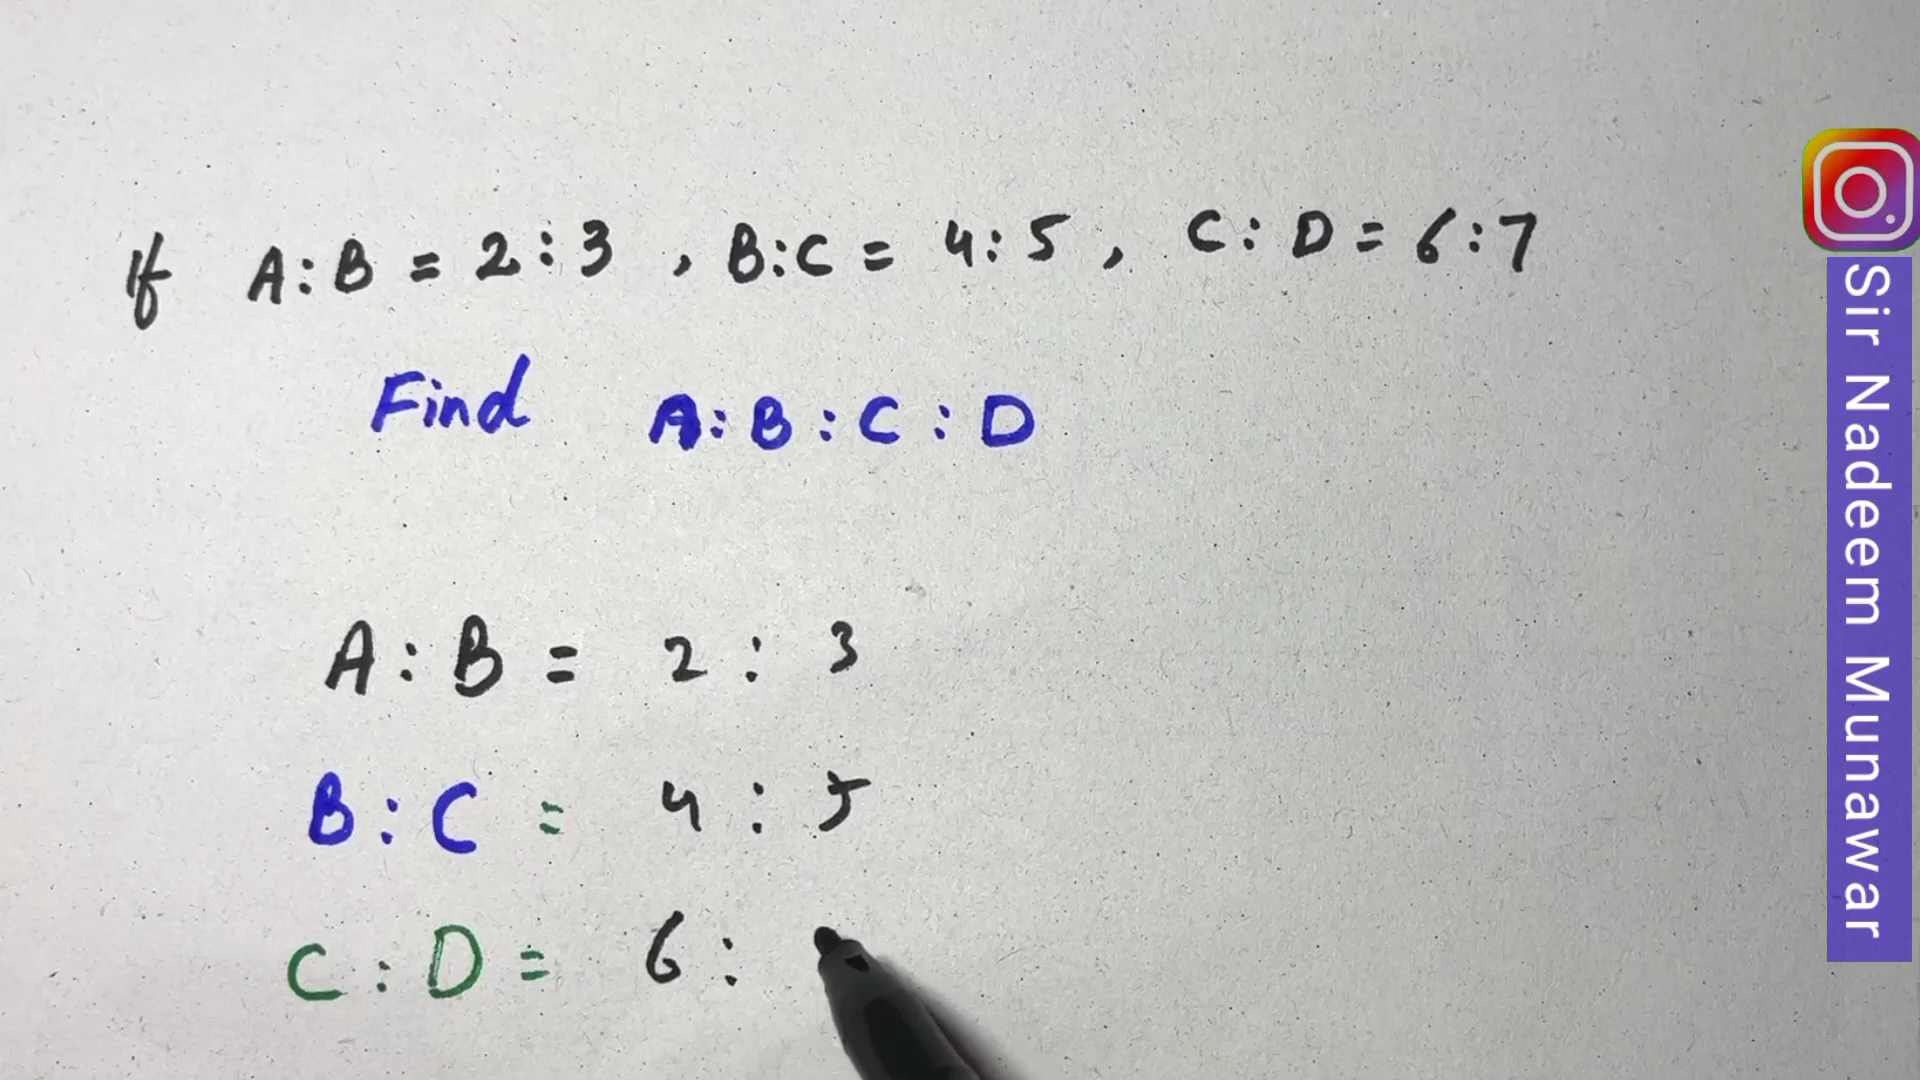 If A:B = 2:3 , B:C = 4:5 , C:D = 6:7
Find A:B:C:D
A:B = 2 : 3
B:C = 4 : 5
C:D = 6 :
Sir Nadeem Munawar